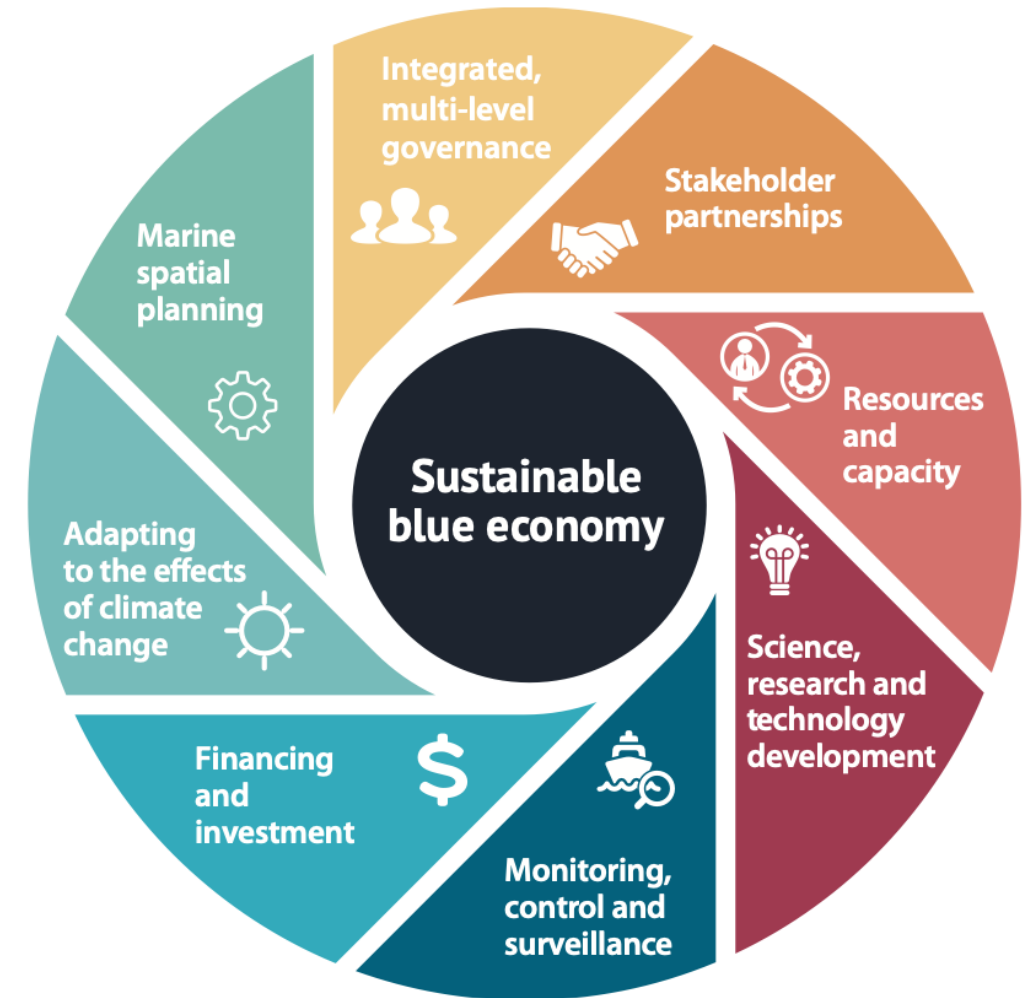 Integrated,
multi-level
governance
Stakeholder
partnerships
Resources
and
capacity
Science,
research and
technology
development
Monitoring,
control and
surveillance
Financing
and
investment
$
Adapting
to the effects
of climate
change
Marine
spatial
planning
Sustainable
blue economy